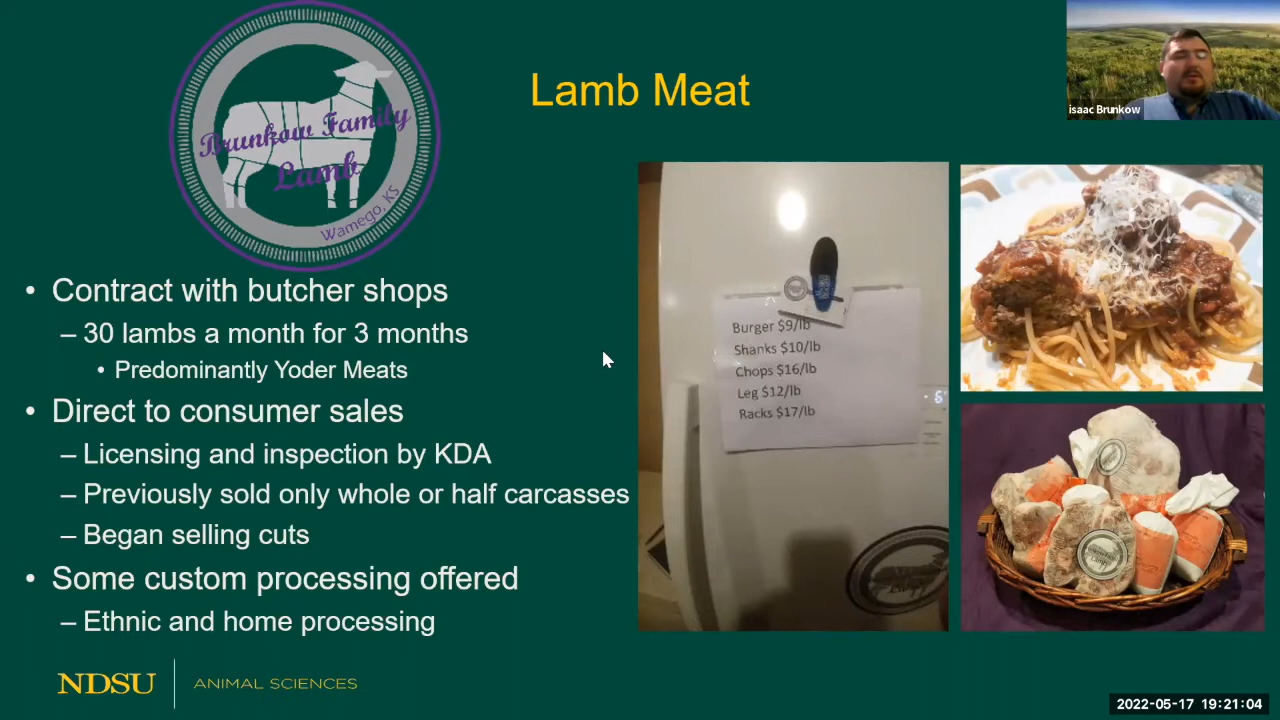 Brunkow Family
Lamb
Wamego, KS
Lamb Meat
isaac Brunkow
• Contract with butcher shops
– 30 lambs a month for 3 months
• Predominantly Yoder Meats
• Direct to consumer sales
– Licensing and inspection by KDA
– Previously sold only whole or half carcasses
– Began selling cuts
• Some custom processing offered
– Ethnic and home processing
Burger $9/lb
Shanks $10/lb
Chops $16/lb
Leg $12/lb
Racks $17/lb
NDSU
ANIMAL SCIENCES
2022-05-17 19:21:04